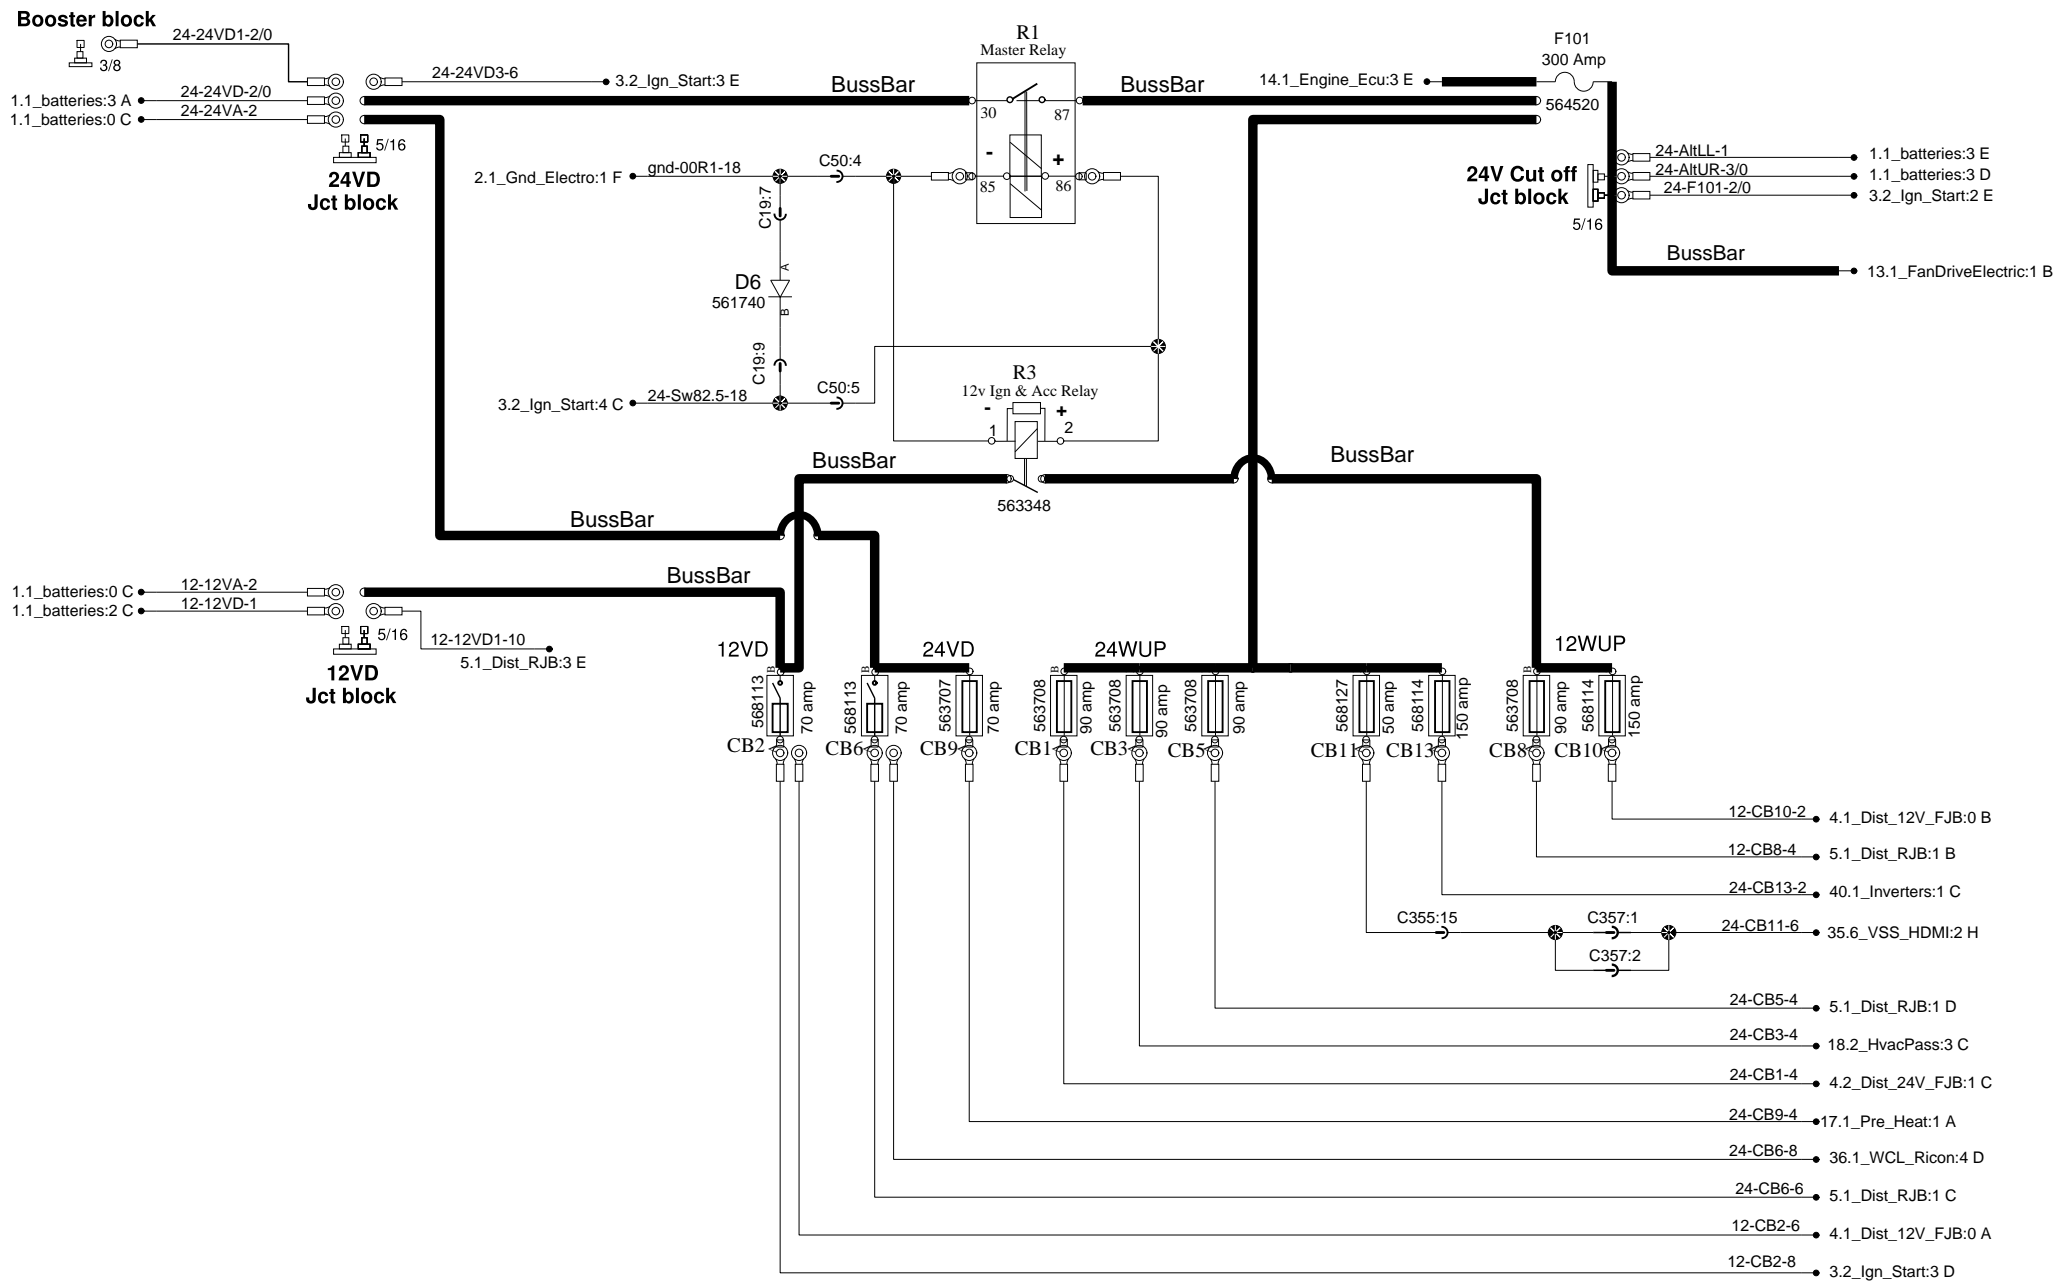 Booster block
24-24VD1-2/0
3/8
24-24VD3-6
3.2_Ign_Start:3 E
1.1_batteries:3 A
24-24VD-2/0
1.1_batteries:0 C
24-24VA-2
5/16
24VD
Jct block
BussBar
R1
Master Relay
30
87
-
+
85
86
BussBar
14.1_Engine_Ecu:3 E
F101
300 Amp
564520
24-AltLL-1
1.1_batteries:3 E
24-AltUR-3/0
1.1_batteries:3 D
24-F101-2/0
3.2_Ign_Start:2 E
24V Cut off
Jct block
5/16
BussBar
13.1_FanDriveElectric:1 B
2.1_Gnd_Electro:1 F
gnd-00R1-18
C50:4
C19:7
A
D6
561740
B
C19:9
3.2_Ign_Start:4 C
24-Sw82.5-18
C50:5
R3
12v Ign & Acc Relay
-
+
1
2
563348
BussBar
BussBar
BussBar
BussBar
1.1_batteries:0 C
12-12VA-2
1.1_batteries:2 C
12-12VD-1
5/16
12-12VD1-10
5.1_Dist_RJB:3 E
12VD
Jct block
12VD
24VD
24WUP
12WUP
B
568113
70 amp
CB2
B
568113
70 amp
CB6
563707
70 amp
CB9
B
563708
90 amp
CB1
563708
90 amp
CB3
563708
90 amp
CB5
568127
50 amp
CB11
568114
150 amp
CB13
B
563708
90 amp
CB8
568114
150 amp
CB10
12-CB10-2
4.1_Dist_12V_FJB:0 B
12-CB8-4
5.1_Dist_RJB:1 B
24-CB13-2
40.1_Inverters:1 C
C355:15
C357:1
24-CB11-6
35.6_VSS_HDMI:2 H
C357:2
24-CB5-4
5.1_Dist_RJB:1 D
24-CB3-4
18.2_HvacPass:3 C
24-CB1-4
4.2_Dist_24V_FJB:1 C
24-CB9-4
17.1_Pre_Heat:1 A
24-CB6-8
36.1_WCL_Ricon:4 D
24-CB6-6
5.1_Dist_RJB:1 C
12-CB2-6
4.1_Dist_12V_FJB:0 A
12-CB2-8
3.2_Ign_Start:3 D